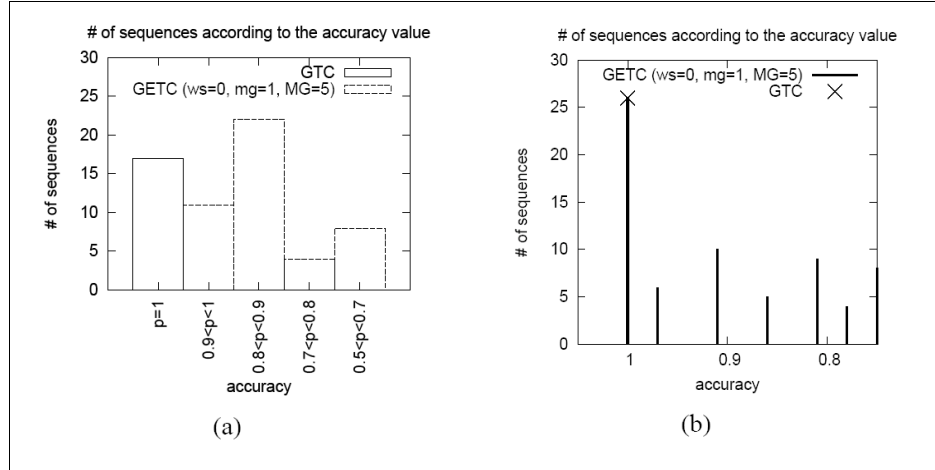 # of sequences according to the accuracy value
GTC
GETC (ws=0, mg=1, MG=5)
# of sequences
30
25
20
15
10
5
0
p=1
0.9<p<1
0.8<p<0.9
0.7<p<0.8
0.5<p<0.7
accuracy
(a)
# of sequences according to the accuracy value
GETC (ws=0, mg=1, MG=5)
GTC
# of sequences
30
25
20
15
10
5
0
1
0.9
0.8
accuracy
(b)